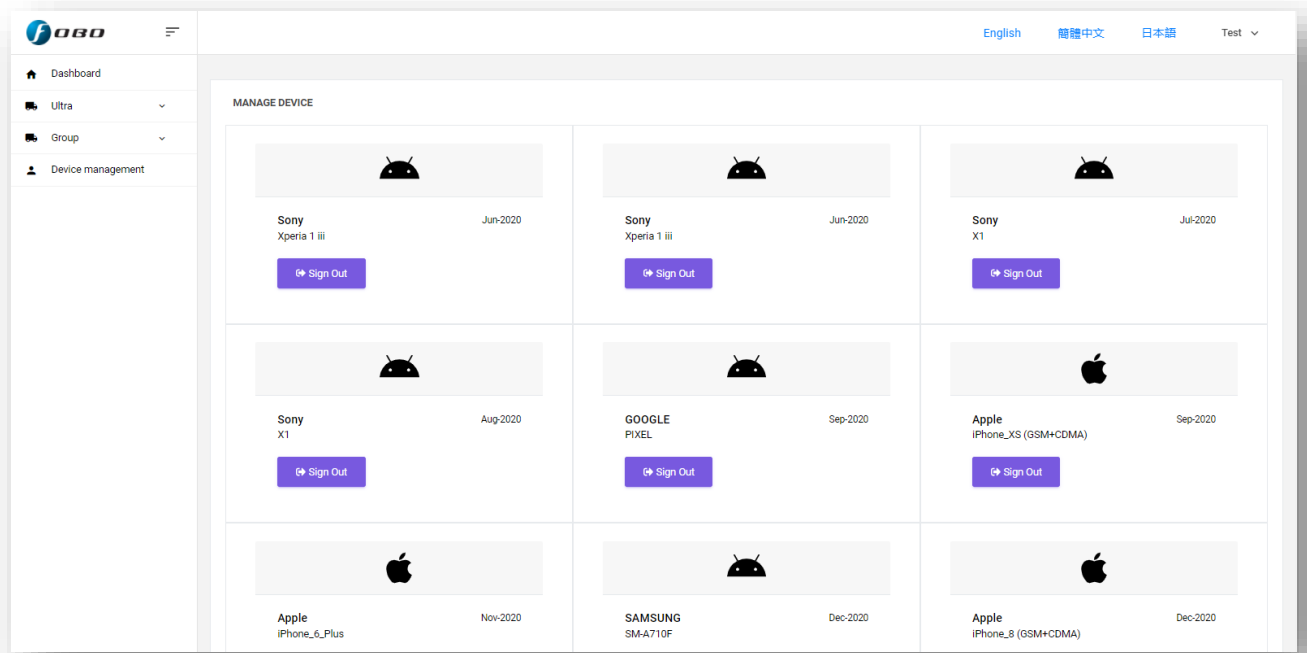 FOBO
English 簡體中文 日本語 Test
Dashboard
Ultra
Group
Device management
MANAGE DEVICE
Sony Jun-2020
Xperia 1 iii
Sign Out
Sony Jun-2020
Xperia 1 iii
Sign Out
Sony Jul-2020
X1
Sign Out
Sony Aug-2020
X1
Sign Out
GOOGLE Sep-2020
PIXEL
Sign Out
Apple Sep-2020
iPhone_XS (GSM+CDMA)
Sign Out
Apple Nov-2020
iPhone_6_Plus
SAMSUNG Dec-2020
SM-A710F
Apple Dec-2020
iPhone_8 (GSM+CDMA)